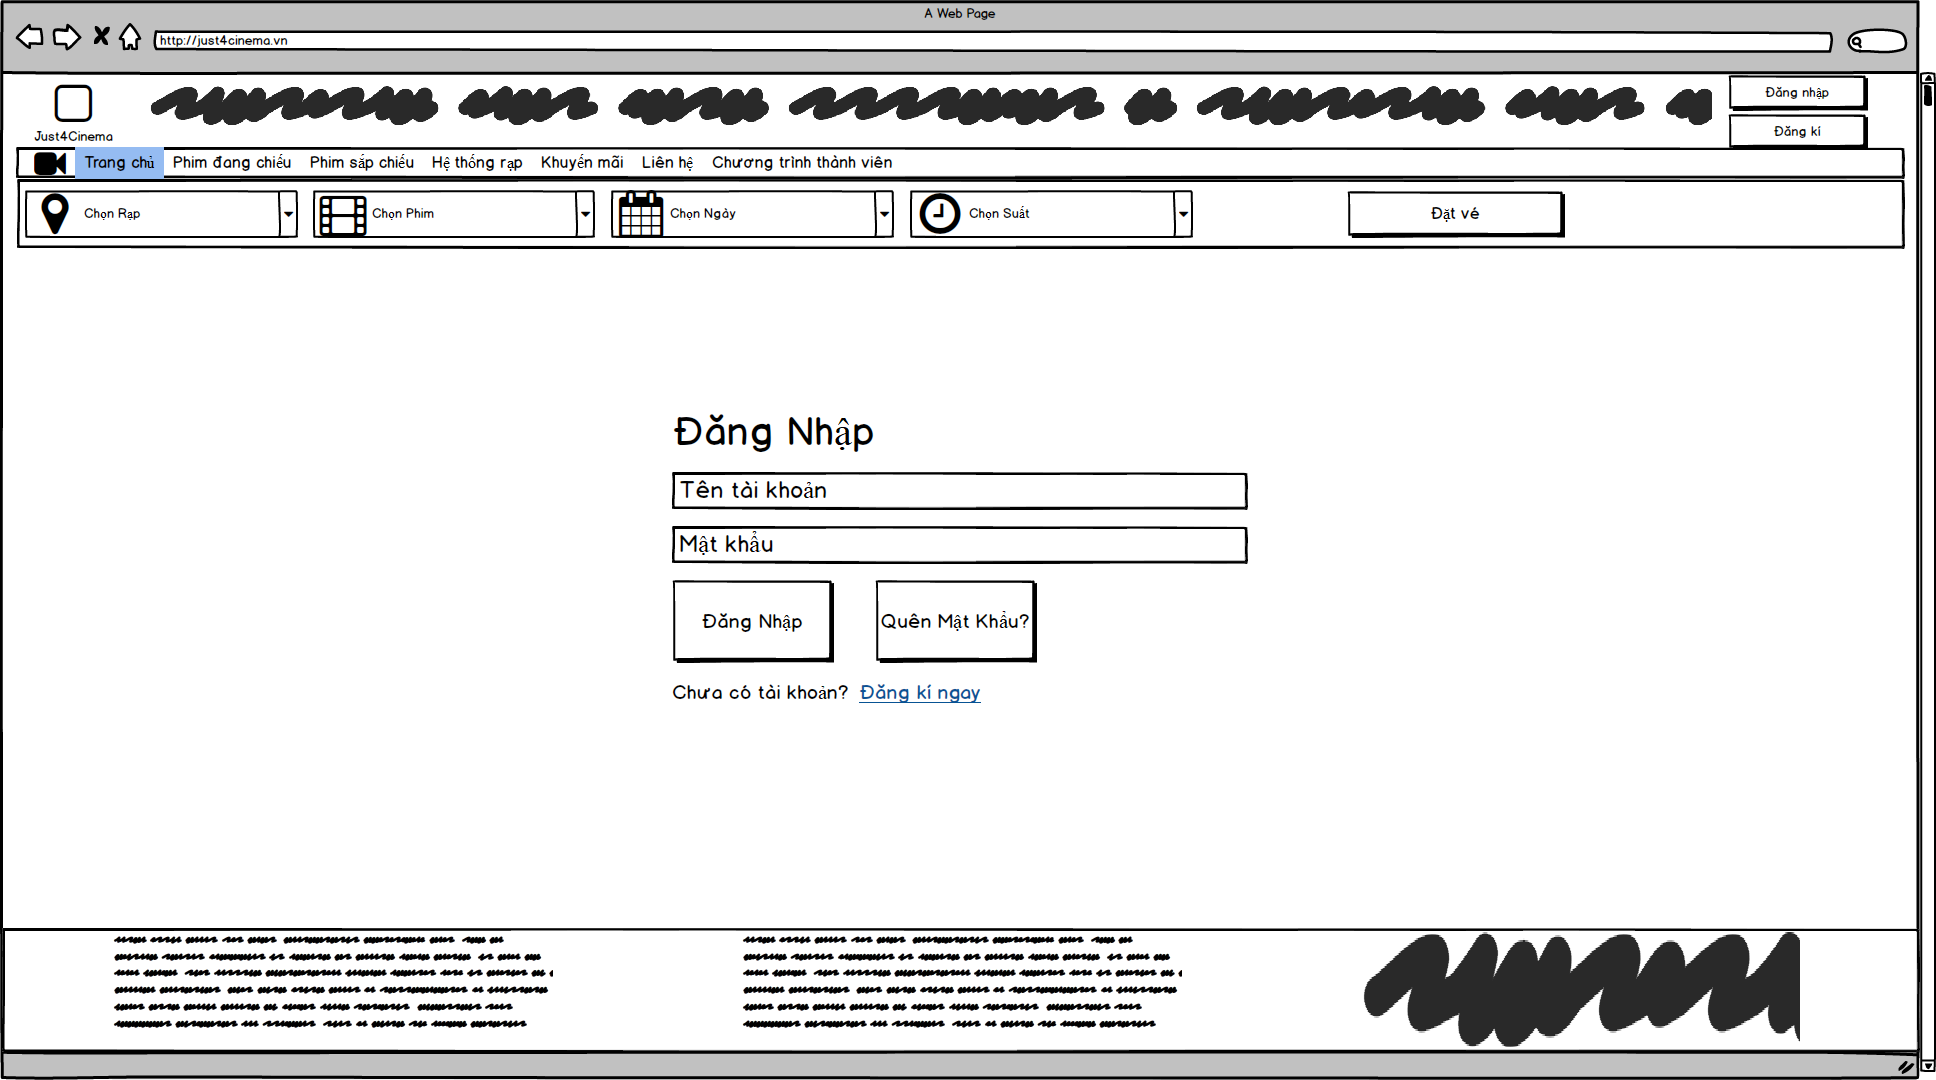 A Web Page
http://just4cinema.vn
Đăng nhập
Just4Cinema
Đăng kí
Trang chủ Phim đang chiếu Phim sắp chiếu Hệ thống rạp Khuyến mãi Liên hệ Chương trình thành viên
Chọn Rạp Chọn Phim Chọn Ngày Chọn Suất Đặt vé
Đăng Nhập
Tên tài khoản
Mật khẩu
Đăng Nhập Quên Mật Khẩu?
Chưa có tài khoản? Đăng kí ngay